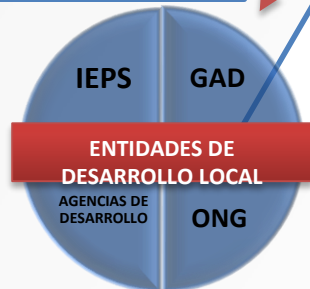 IEPS GAD
ENTIDADES DE
DESARROLLO LOCAL
AGENCIAS DE
DESARROLLO
ONG